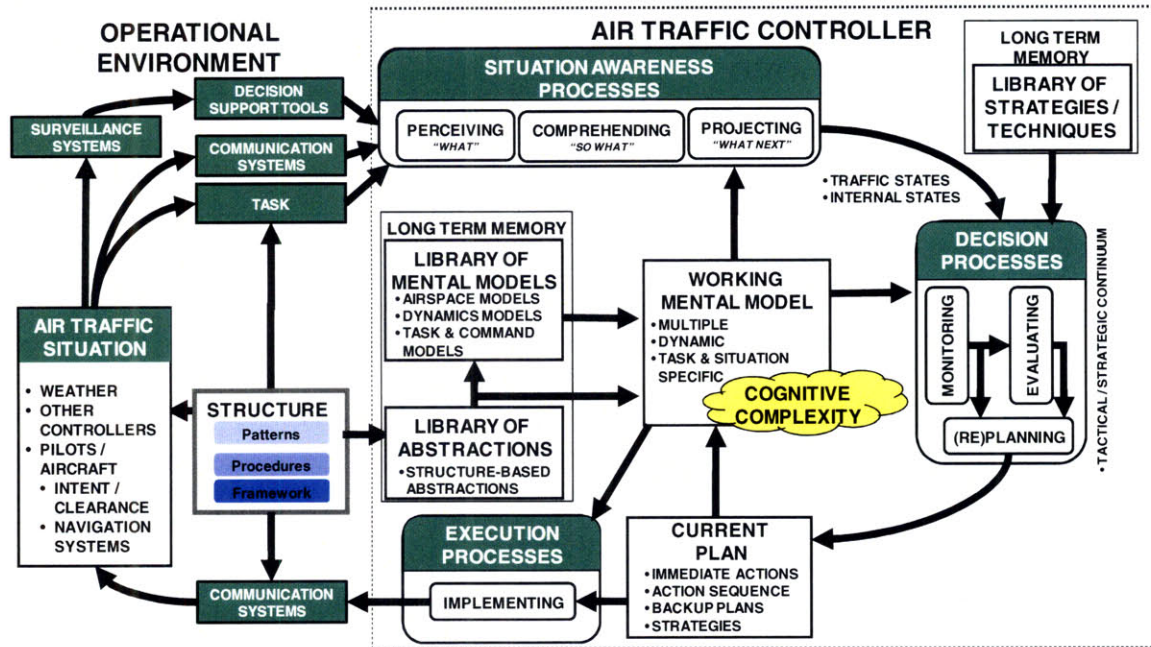 OPERATIONAL
ENVIRONMENT
AIR TRAFFIC CONTROLLER
SURVEILLANCE
SYSTEMS
DECISION
SUPPORT TOOLS
COMMUNICATION
SYSTEMS
TASK
SITUATION AWARENESS
PROCESSES
PERCEIVING
"WHAT"
COMPREHENDING
"SO WHAT"
PROJECTING
"WHAT NEXT"
LONG TERM
MEMORY
LIBRARY OF
STRATEGIES /
TECHNIQUES
• TRAFFIC STATES
• INTERNAL STATES
LONG TERM MEMORY
LIBRARY OF
MENTAL MODELS
• AIRSPACE MODELS
• DYNAMICS MODELS
• TASK & COMMAND
MODELS
LIBRARY OF
ABSTRACTIONS
• STRUCTURE-BASED
ABSTRACTIONS
WORKING
MENTAL MODEL
• MULTIPLE
• DYNAMIC
• TASK & SITUATION
SPECIFIC
COGNITIVE
COMPLEXITY
DECISION
PROCESSES
MONITORING
EVALUATING
(RE)PLANNING
• TACTICAL / STRATEGIC CONTINUUM
AIR TRAFFIC
SITUATION
• WEATHER
• OTHER
CONTROLLERS
• PILOTS /
AIRCRAFT
• INTENT /
CLEARANCE
• NAVIGATION
SYSTEMS
STRUCTURE
Patterns
Procedures
Framework
EXECUTION
PROCESSES
IMPLEMENTING
CURRENT
PLAN
• IMMEDIATE ACTIONS
• ACTION SEQUENCE
• BACKUP PLANS
• STRATEGIES
COMMUNICATION
SYSTEMS